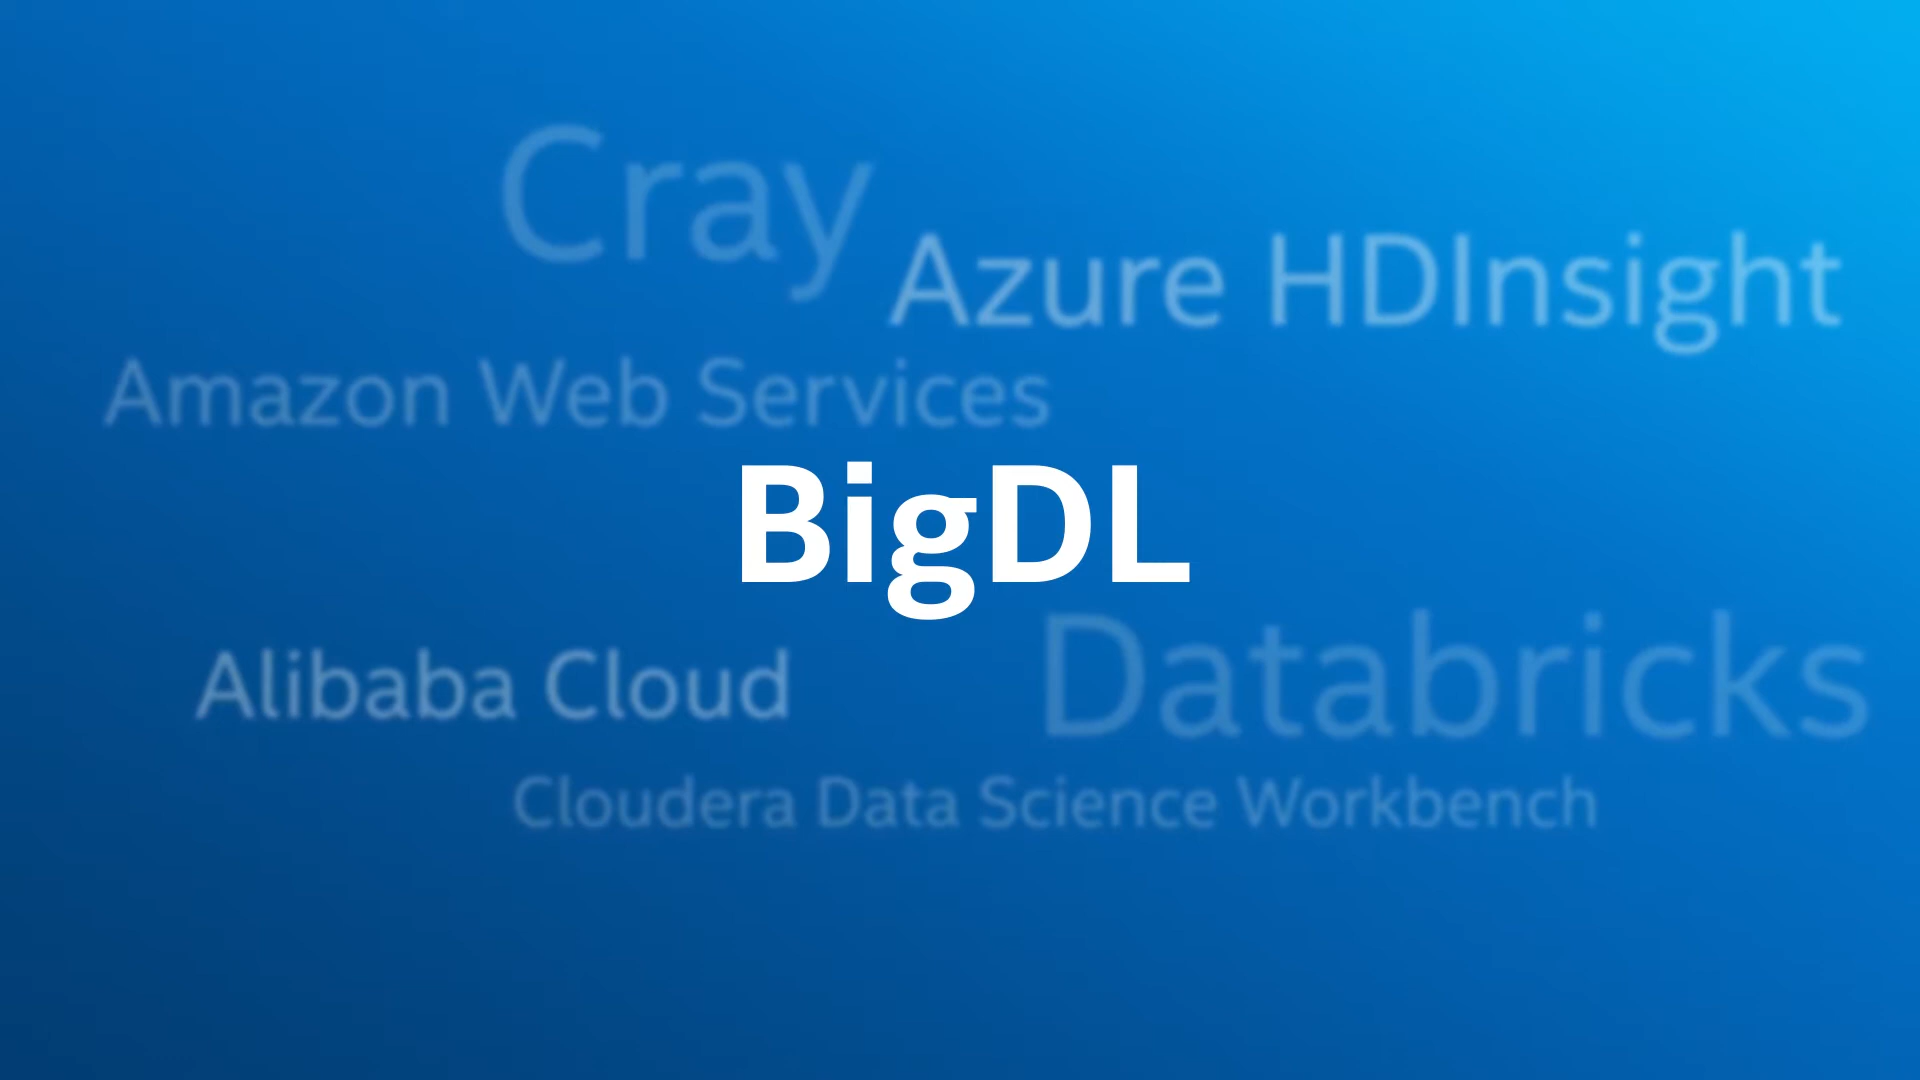 Cray
Azure HDInsight
Amazon Web Services
BigDL
Alibaba Cloud
Databricks
Cloudera Data Science Workbench